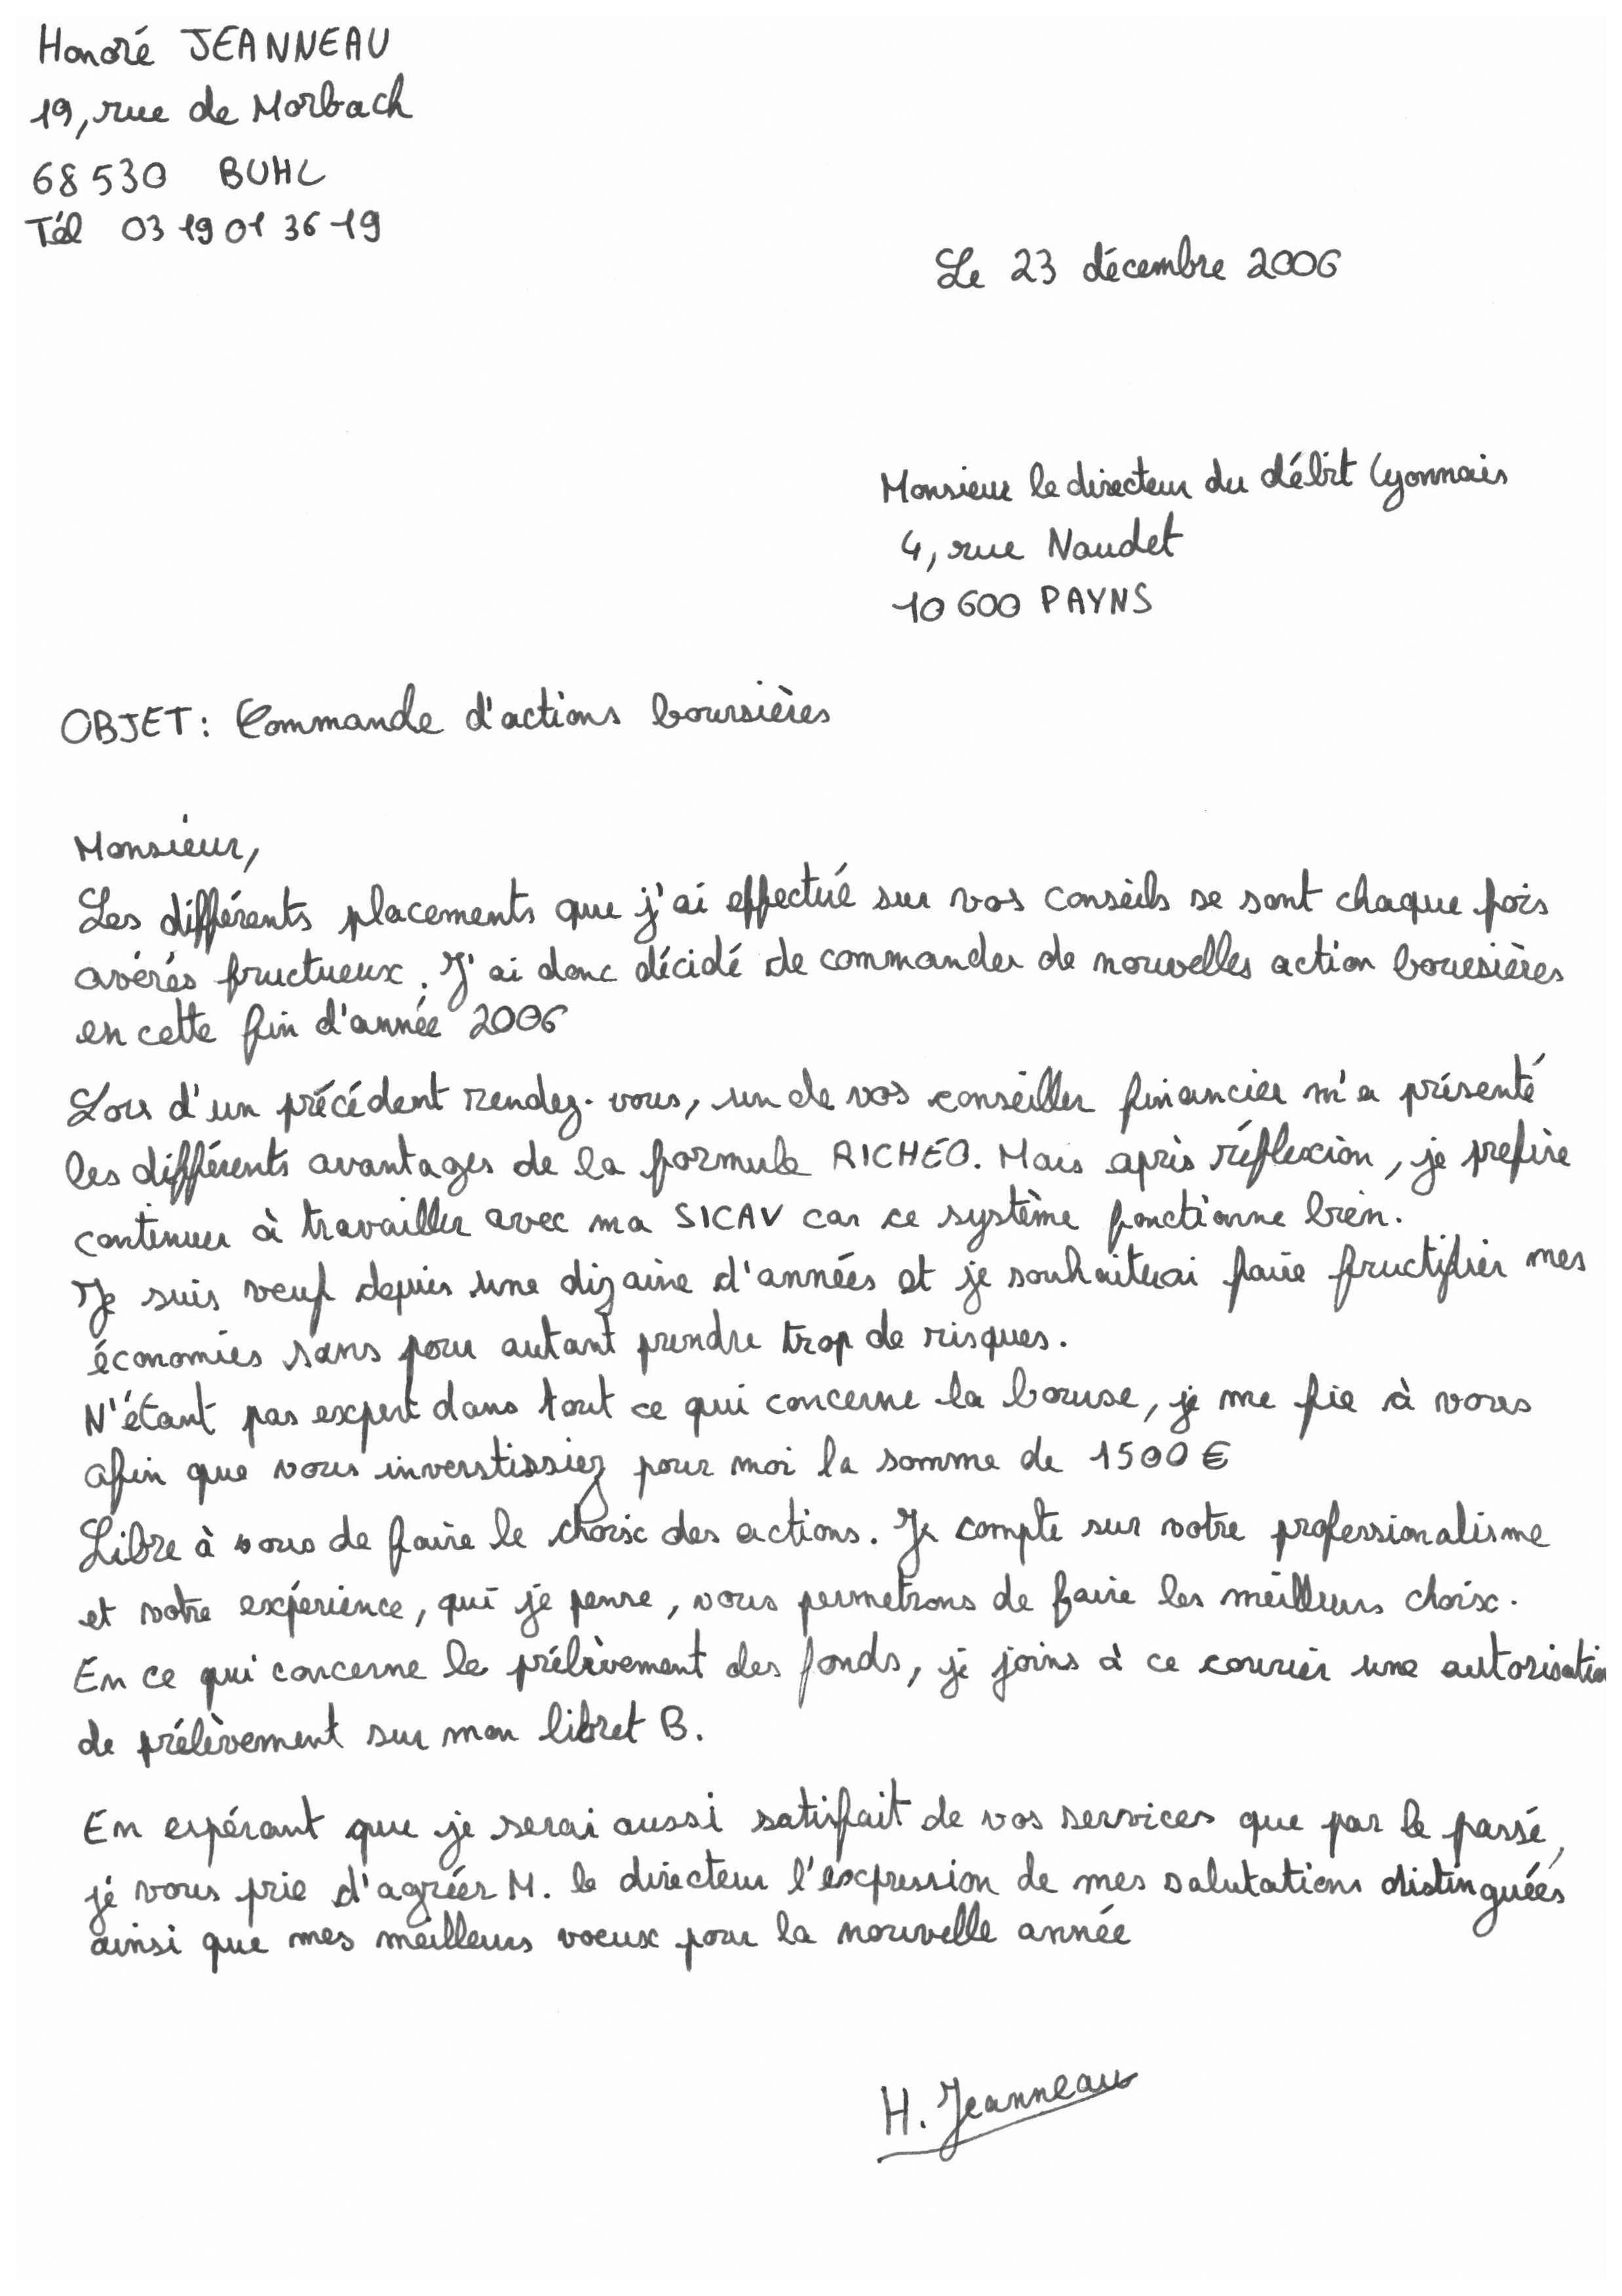 Honoré JEANNEAU
19, rue de Morbach
68530 BUHL
Tél 03 19 01 36 19
Le 23 décembre 2006
Monsieur le directeur du débit Lyonnais
4, rue Naudet
10 600 PAYNS
OBJET : Commande d'actions boursières
Monsieur,
Les différents placements que j'ai effectué sur vos conseils se sont chaque fois
avérés fructueux. J'ai donc décidé de commander de nouvelles action boursières
en cette fin d'année 2006
Lors d'un précédent rendez-vous, un de vos conseiller financier m'a présenté
les différents avantages de la formule RICHÉO. Mais après réflexion, je prefère
continuer à travailler avec ma SICAV car ce système fonctionne bien.
Je suis veuf depuis une dizaine d'années et je souhaiterai faire fructifier mes
économies sans pour autant prendre trop de risques.
N'étant pas expert dans tout ce qui concerne la bourse, je me fie à vous
afin que vous inverstissiez pour moi la somme de 1500 €
Libre à vous de faire le choix des actions. Je compte sur votre professionalisme
et votre expérience, qui je pense, vous permetrons de faire les meilleurs choix.
En ce qui concerne le prélèvement des fonds, je joins à ce courier une autorisation
de prélèvement sur mon libret B.
En espérant que je serai aussi satisfait de vos services que par le passé,
je vous prie d'agréer M. le directeur l'expression de mes salutations distinguées
ainsi que mes meilleurs voeux pour la nouvelle année
H. Jeanneau